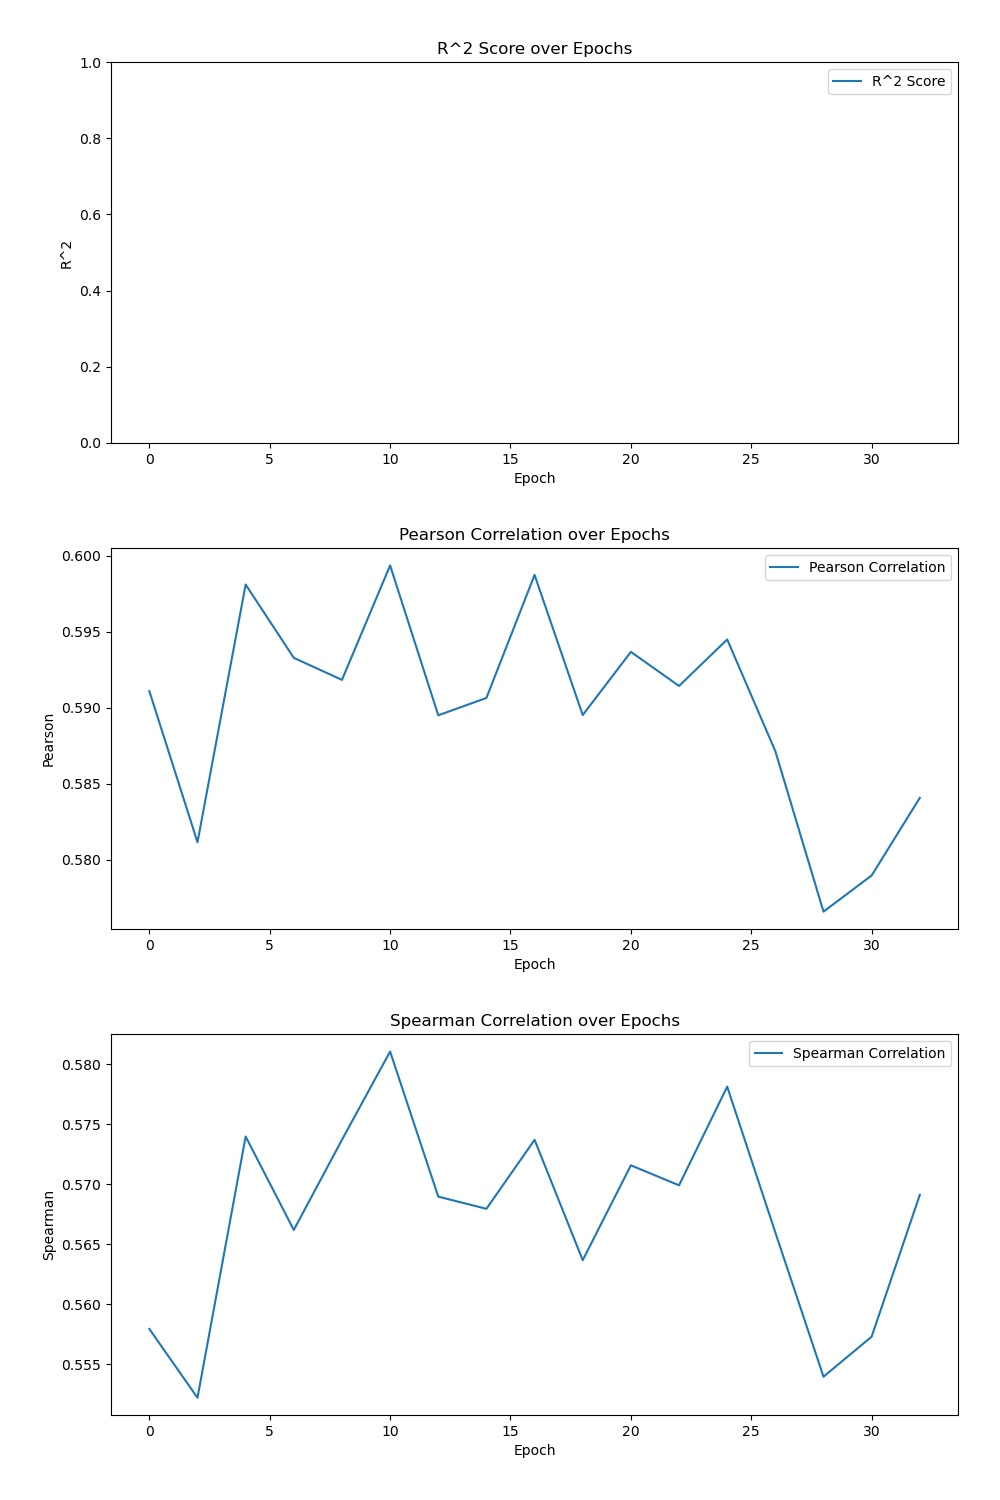 R^2 Score over Epochs
1.0
R^2 Score
0.8
0.6
R^2
0.4
0.2
0.0
0 5 10 15 20 25 30
Epoch
Pearson Correlation over Epochs
0.600
Pearson Correlation
0.595
0.590
Pearson
0.585
0.580
0 5 10 15 20 25 30
Epoch
Spearman Correlation over Epochs
0.580
Spearman Correlation
0.575
0.570
Spearman
0.565
0.560
0.555
0 5 10 15 20 25 30
Epoch